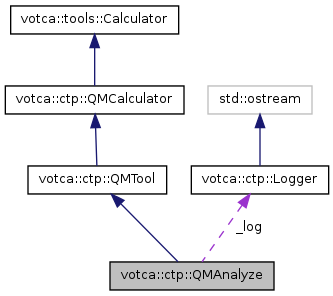 votca::tools::Calculator
votca::ctp::QMCalculator
std::ostream
votca::ctp::QMTool
votca::ctp::Logger
_log
votca::ctp::QMAnalyze